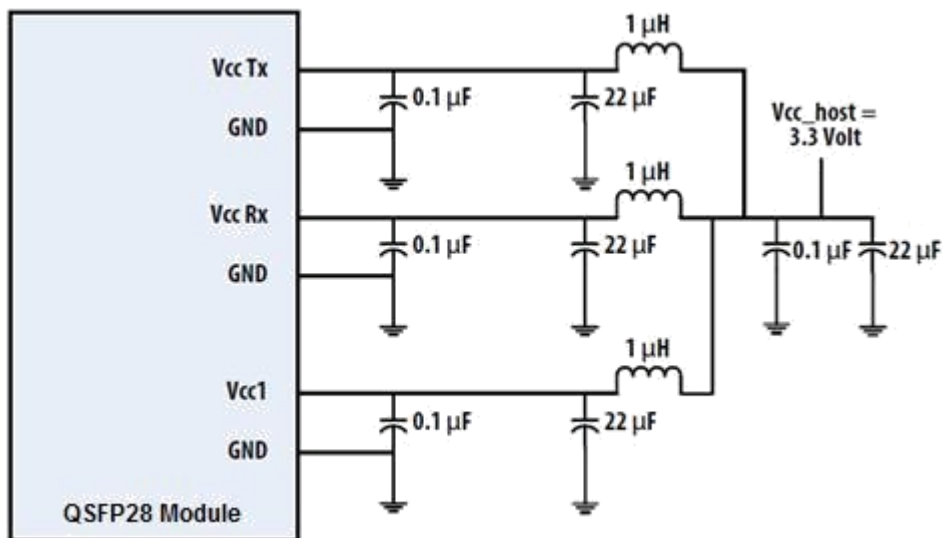 1 µH
Vcc Tx
0.1 µF
22 µF
GND
Vcc_host =
3.3 Volt
1 µH
Vcc Rx
0.1 µF
22 µF
0.1 µF
22 µF
GND
1 µH
Vcc1
0.1 µF
22 µF
GND
QSFP28 Module